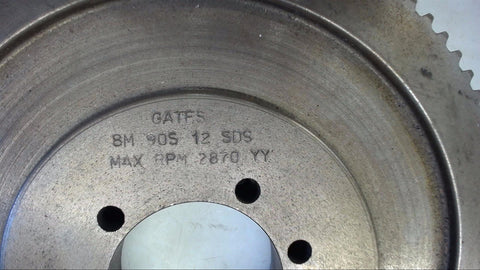 GATES
8M 90S 12 SDS
MAX RPM 2870 YY